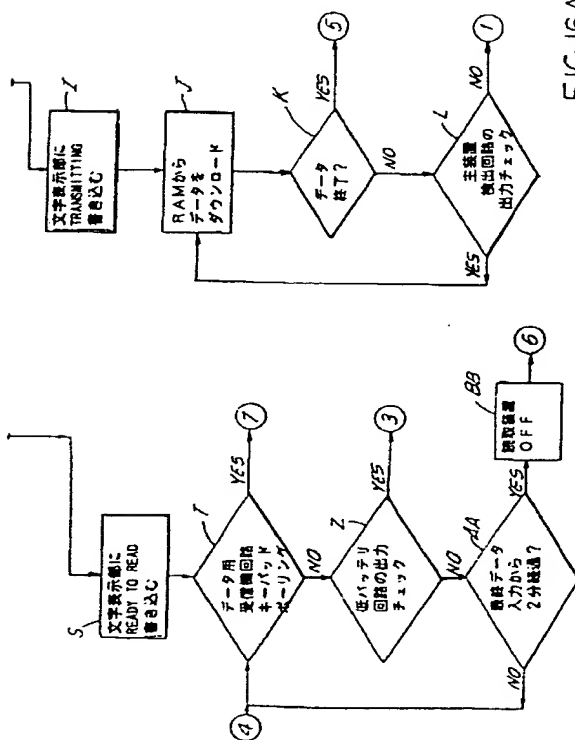 I
文字表示部に
TRANSMITTING
書き込む
J
RAMから
データを
ダウンロード
K
データ
終了?
YES
5
NO
L
主装置
検出回路の
出力チェック
YES
NO
1
S
文字表示部に
READY TO READ
書き込む
4
T
データ用
受信機回路
キーパッド
ポーリング
YES
7
NO
Z
低バッテリ
回路の出力
チェック
YES
3
NO
AA
最終データ
入力から
2分経過?
NO
YES
BB
読取装置
OFF
6
FIG. 16A